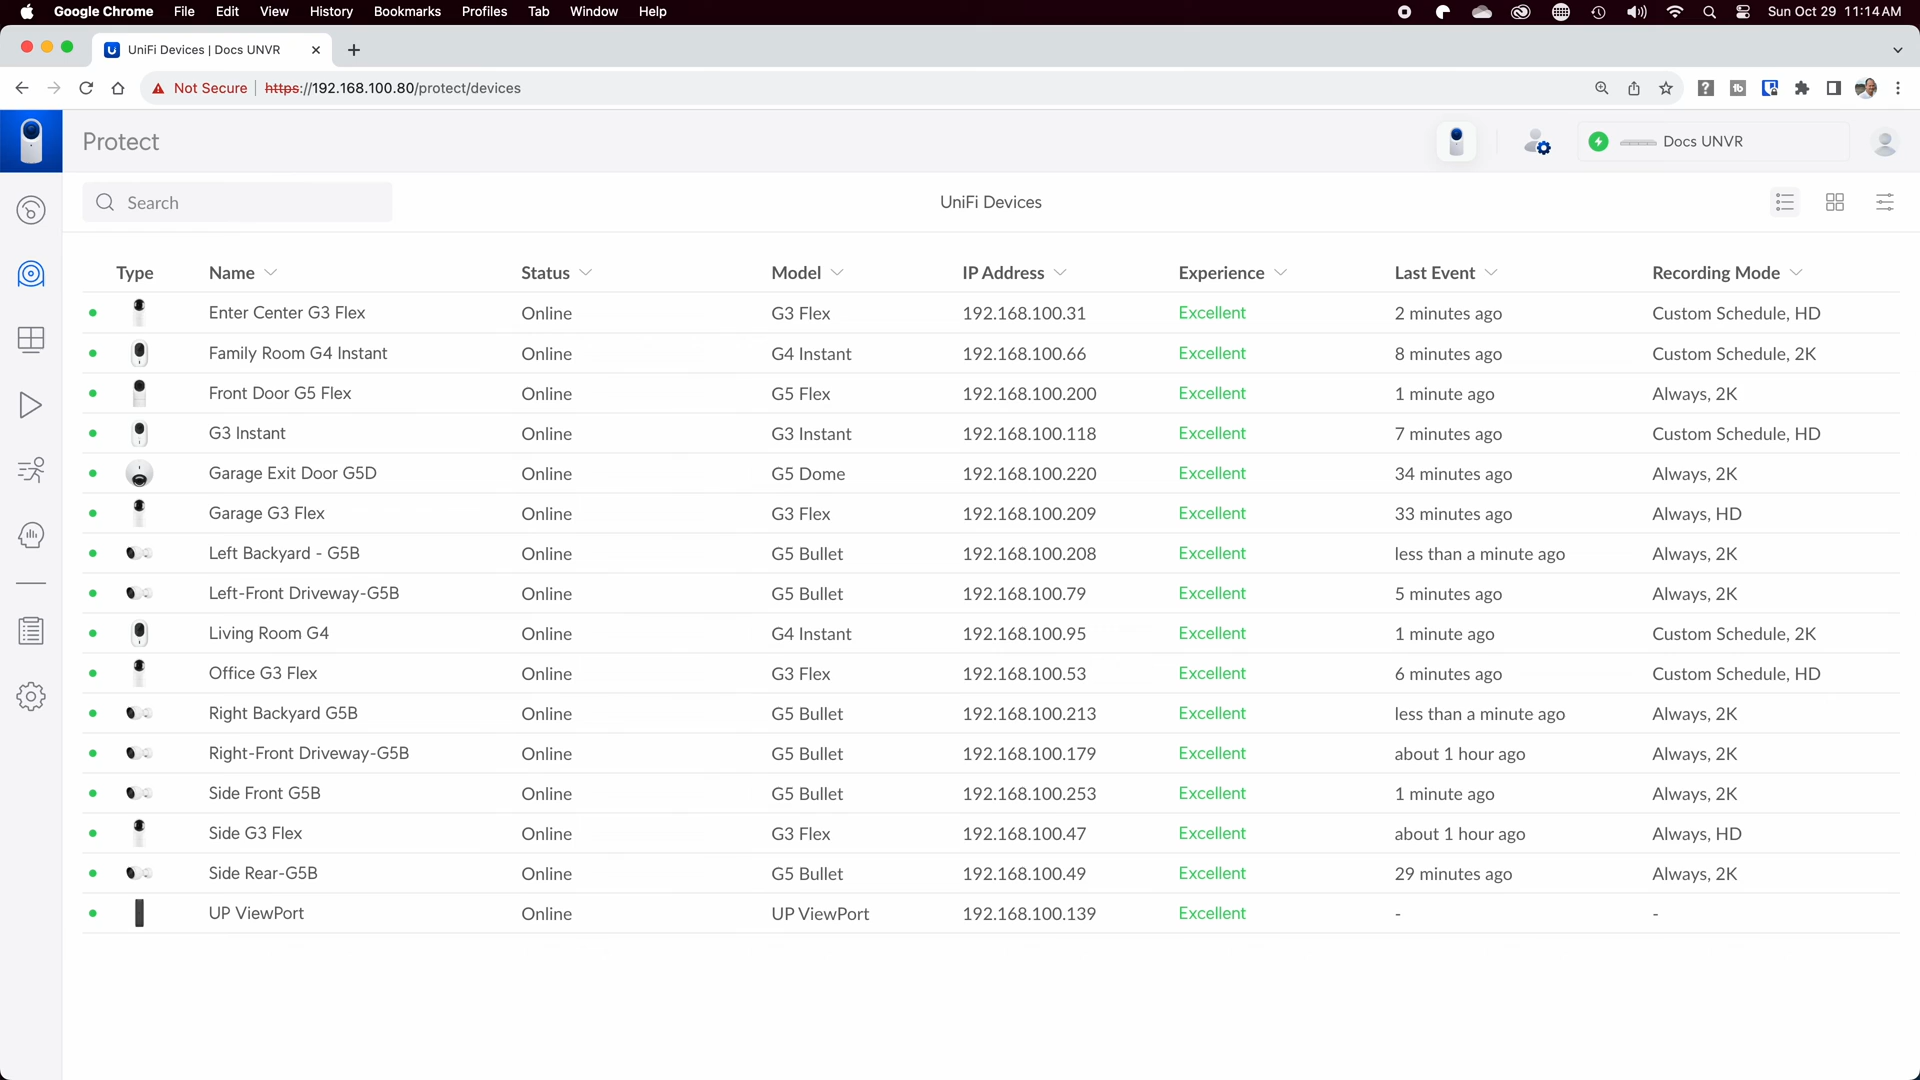 Google Chrome File Edit View History Bookmarks Profiles Tab Window Help Sun Oct 29 11:14 AM
UniFi Devices | Docs UNVR
Not Secure https://192.168.100.80/protect/devices
Protect Docs UNVR
Search UniFi Devices
Type Name Status Model IP Address Experience Last Event Recording Mode
Enter Center G3 Flex Online G3 Flex 192.168.100.31 Excellent 2 minutes ago Custom Schedule, HD
Family Room G4 Instant Online G4 Instant 192.168.100.66 Excellent 8 minutes ago Custom Schedule, 2K
Front Door G5 Flex Online G5 Flex 192.168.100.200 Excellent 1 minute ago Always, 2K
G3 Instant Online G3 Instant 192.168.100.118 Excellent 7 minutes ago Custom Schedule, HD
Garage Exit Door G5D Online G5 Dome 192.168.100.220 Excellent 34 minutes ago Always, 2K
Garage G3 Flex Online G3 Flex 192.168.100.209 Excellent 33 minutes ago Always, HD
Left Backyard - G5B Online G5 Bullet 192.168.100.208 Excellent less than a minute ago Always, 2K
Left-Front Driveway-G5B Online G5 Bullet 192.168.100.79 Excellent 5 minutes ago Always, 2K
Living Room G4 Online G4 Instant 192.168.100.95 Excellent 1 minute ago Custom Schedule, 2K
Office G3 Flex Online G3 Flex 192.168.100.53 Excellent 6 minutes ago Custom Schedule, HD
Right Backyard G5B Online G5 Bullet 192.168.100.213 Excellent less than a minute ago Always, 2K
Right-Front Driveway-G5B Online G5 Bullet 192.168.100.179 Excellent about 1 hour ago Always, 2K
Side Front G5B Online G5 Bullet 192.168.100.253 Excellent 1 minute ago Always, 2K
Side G3 Flex Online G3 Flex 192.168.100.47 Excellent about 1 hour ago Always, HD
Side Rear-G5B Online G5 Bullet 192.168.100.49 Excellent 29 minutes ago Always, 2K
UP ViewPort Online UP ViewPort 192.168.100.139 Excellent - -